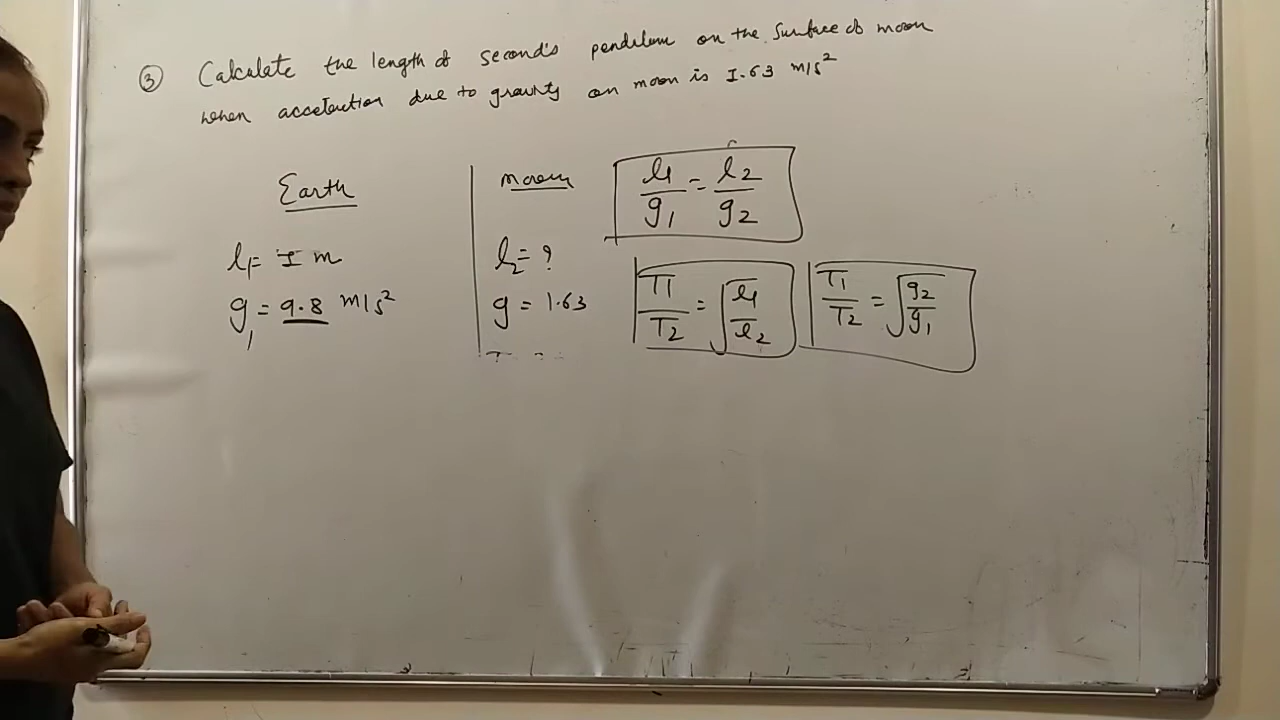 ③ Calculate the length of second's pendulum on the surface of moon
when acceleration due to gravity on moon is 1.63 m/s²
Earth
l₁ = 1 m
g₁ = 9.8 m/s²
moon
l₂ = ?
g = 1.63
l₁/g₁ = l₂/g₂
T₁/T₂ = √(l₁/l₂)
T₁/T₂ = √(g₂/g₁)